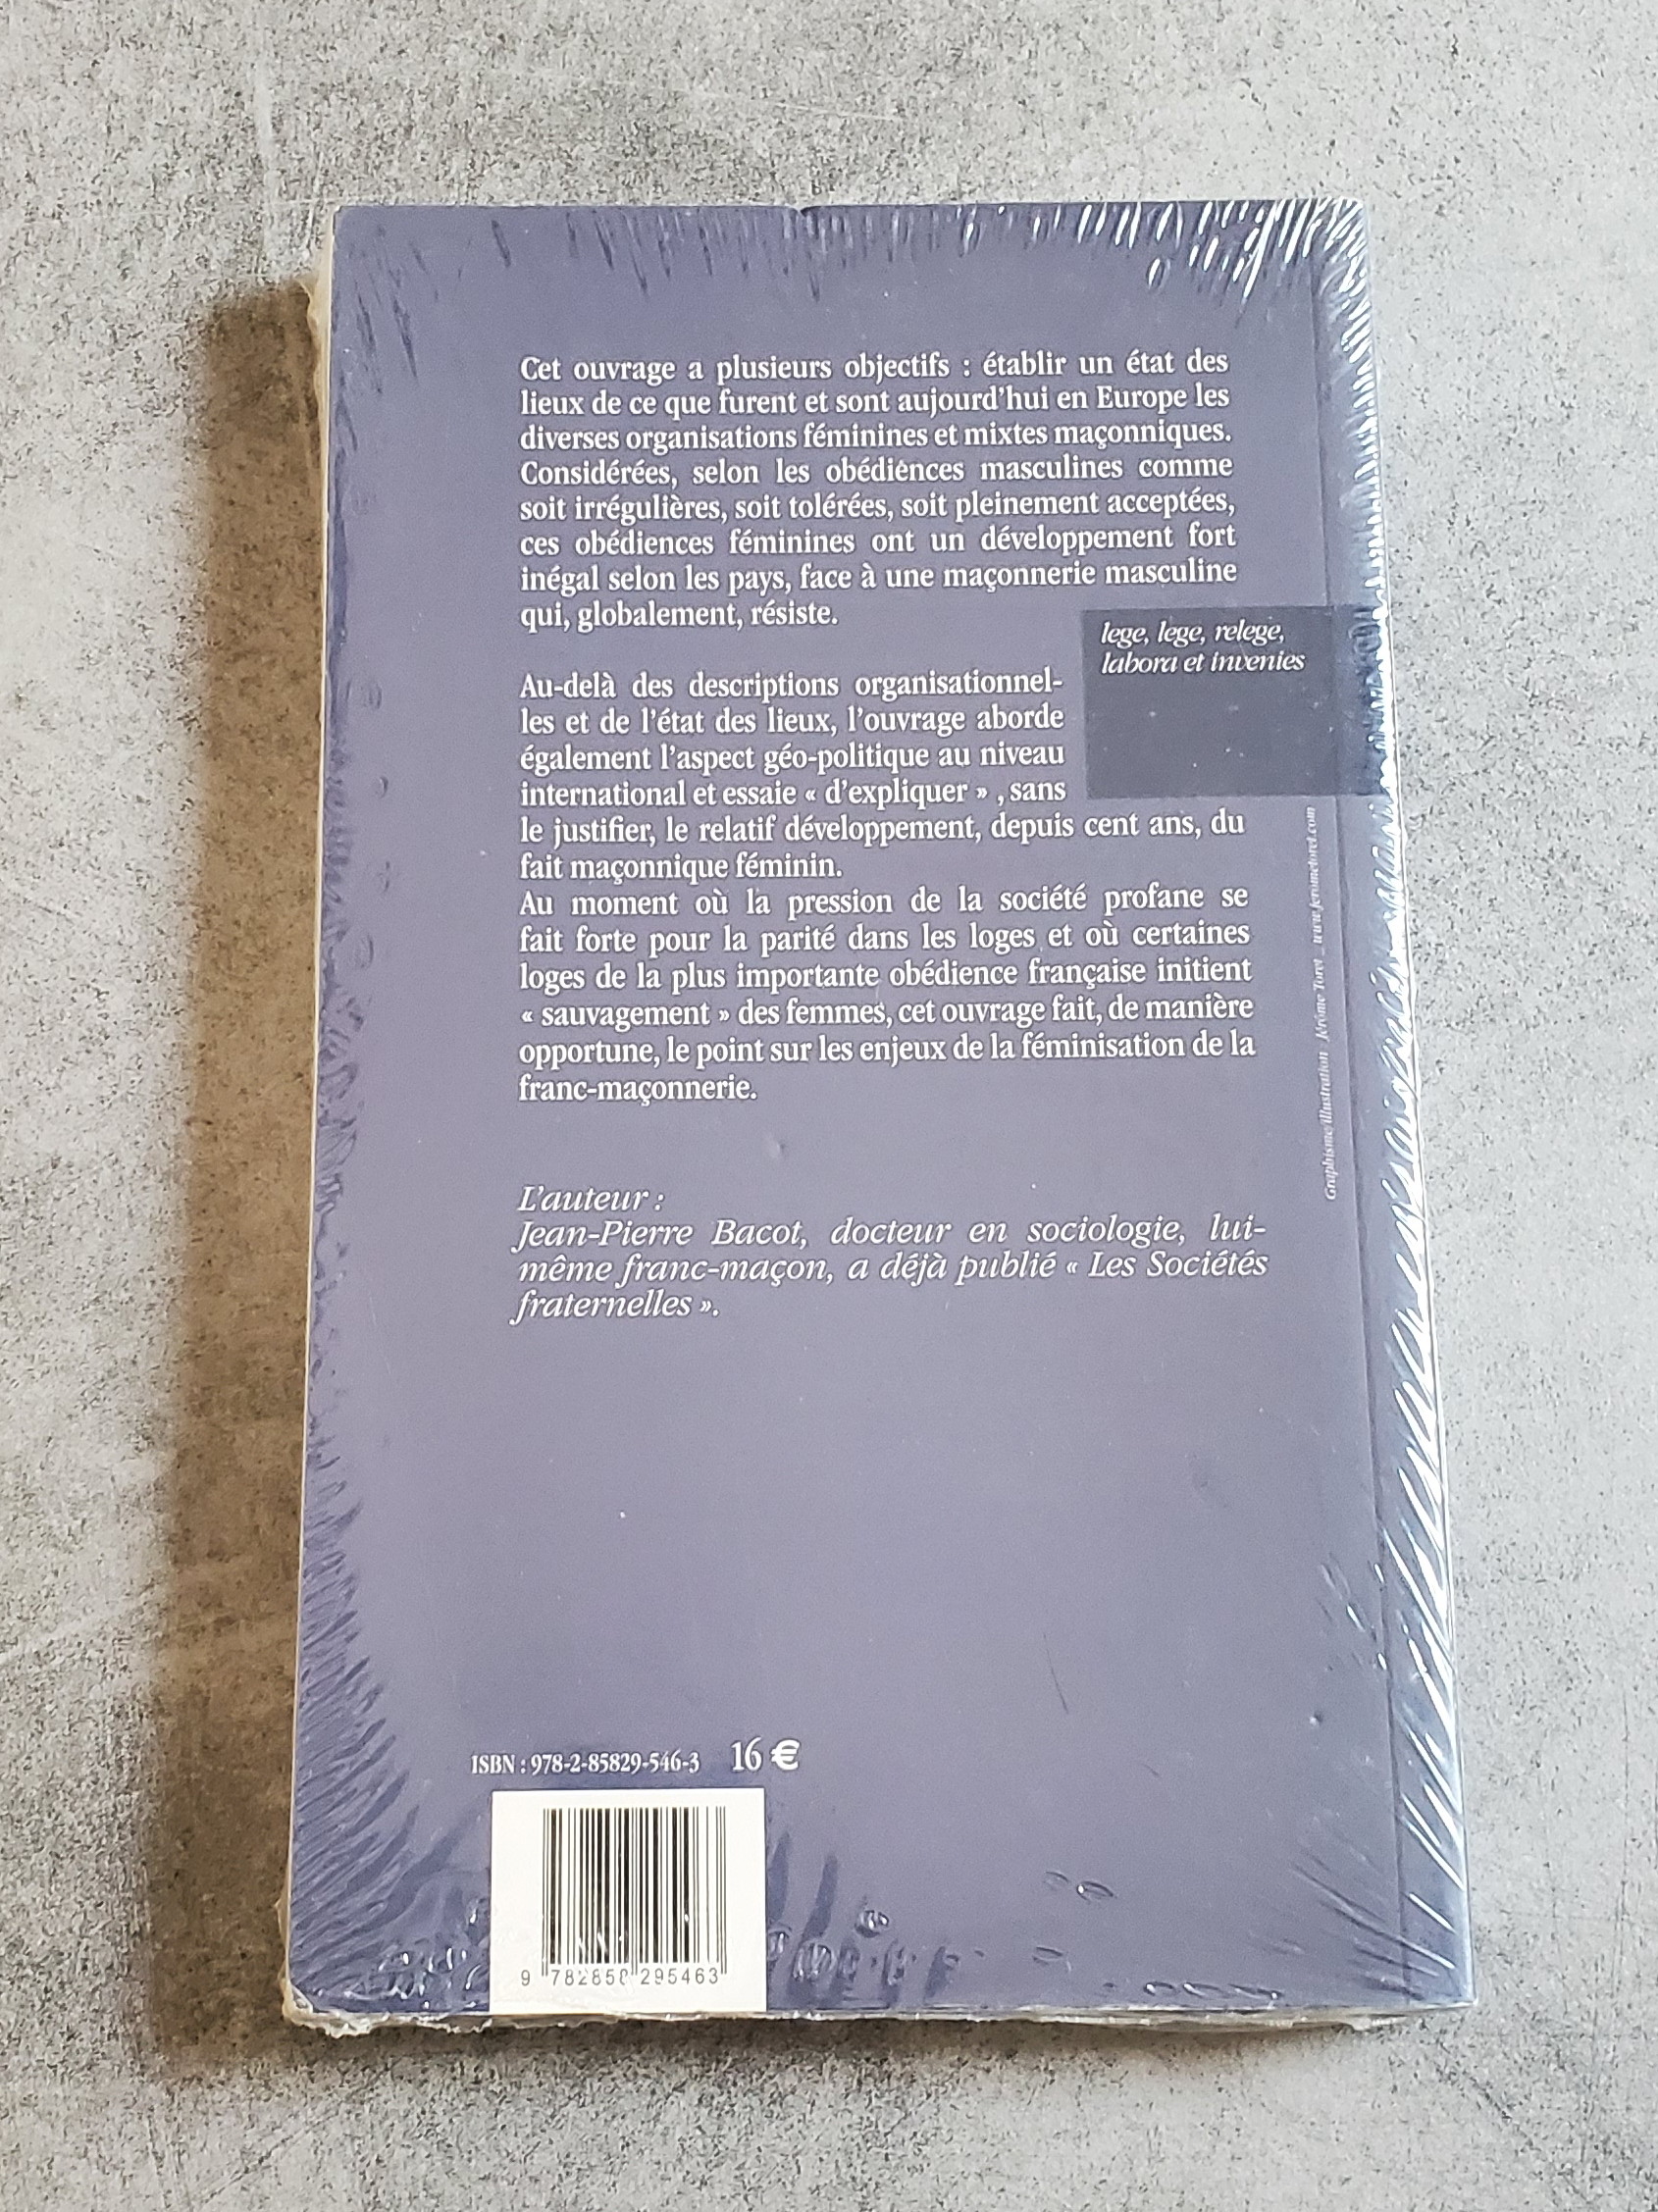 Cet ouvrage a plusieurs objectifs : établir un état des
lieux de ce que furent et sont aujourd'hui en Europe les
diverses organisations féminines et mixtes maçonniques.
Considérées, selon les obédiences masculines comme
soit irrégulières, soit tolérées, soit pleinement acceptées,
ces obédiences féminines ont un développement fort
inégal selon les pays, face à une maçonnerie masculine
qui, globalement, résiste.
lege, lege, relege,
labora et invenies
Au-delà des descriptions organisationnel-
les et de l'état des lieux, l'ouvrage aborde
également l'aspect géo-politique au niveau
international et essaie « d'expliquer » , sans
le justifier, le relatif développement, depuis cent ans, du
fait maçonnique féminin.
Au moment où la pression de la société profane se
fait forte pour la parité dans les loges et où certaines
loges de la plus importante obédience française initient
« sauvagement » des femmes, cet ouvrage fait, de manière
opportune, le point sur les enjeux de la féminisation de la
franc-maçonnerie.
Graphisme/illustration Jérôme Toret www.jerometoret.com
L'auteur :
Jean-Pierre Bacot, docteur en sociologie, lui-
même franc-maçon, a déjà publié « Les Sociétés
fraternelles ».
ISBN : 978-2-85829-546-3 16 €
9 782858 295463